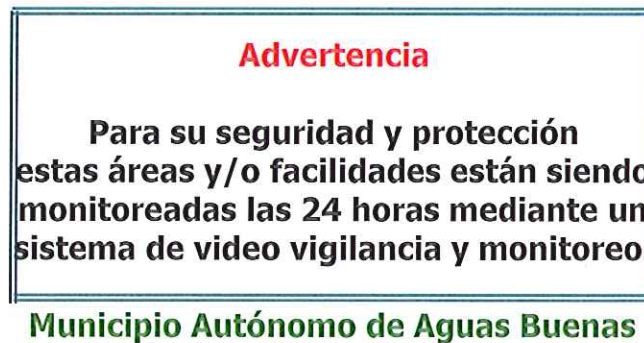 Advertencia
Para su seguridad y protección
estas áreas y/o facilidades están siendo
monitoreadas las 24 horas mediante un
sistema de video vigilancia y monitoreo
Municipio Autónomo de Aguas Buenas